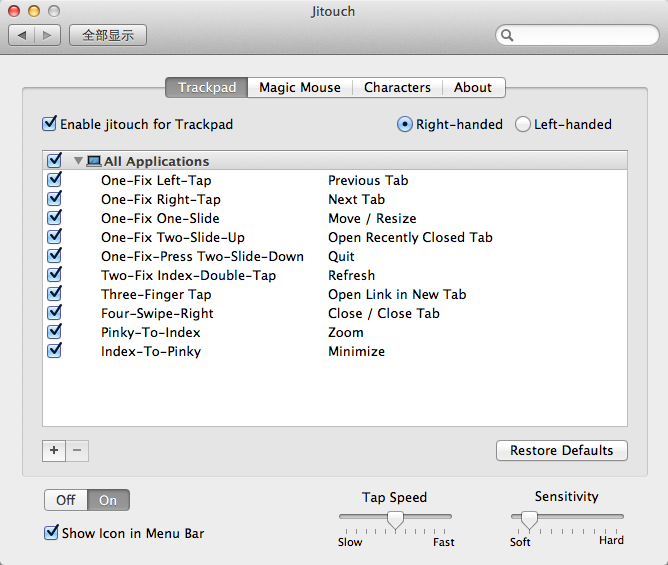 Jitouch
全部显示
Trackpad Magic Mouse Characters About
Enable jitouch for Trackpad Right-handed Left-handed
All Applications
One-Fix Left-Tap Previous Tab
One-Fix Right-Tap Next Tab
One-Fix One-Slide Move / Resize
One-Fix Two-Slide-Up Open Recently Closed Tab
One-Fix-Press Two-Slide-Down Quit
Two-Fix Index-Double-Tap Refresh
Three-Finger Tap Open Link in New Tab
Four-Swipe-Right Close / Close Tab
Pinky-To-Index Zoom
Index-To-Pinky Minimize
+ − Restore Defaults
Off On Tap Speed Sensitivity
Show Icon in Menu Bar Slow Fast Soft Hard